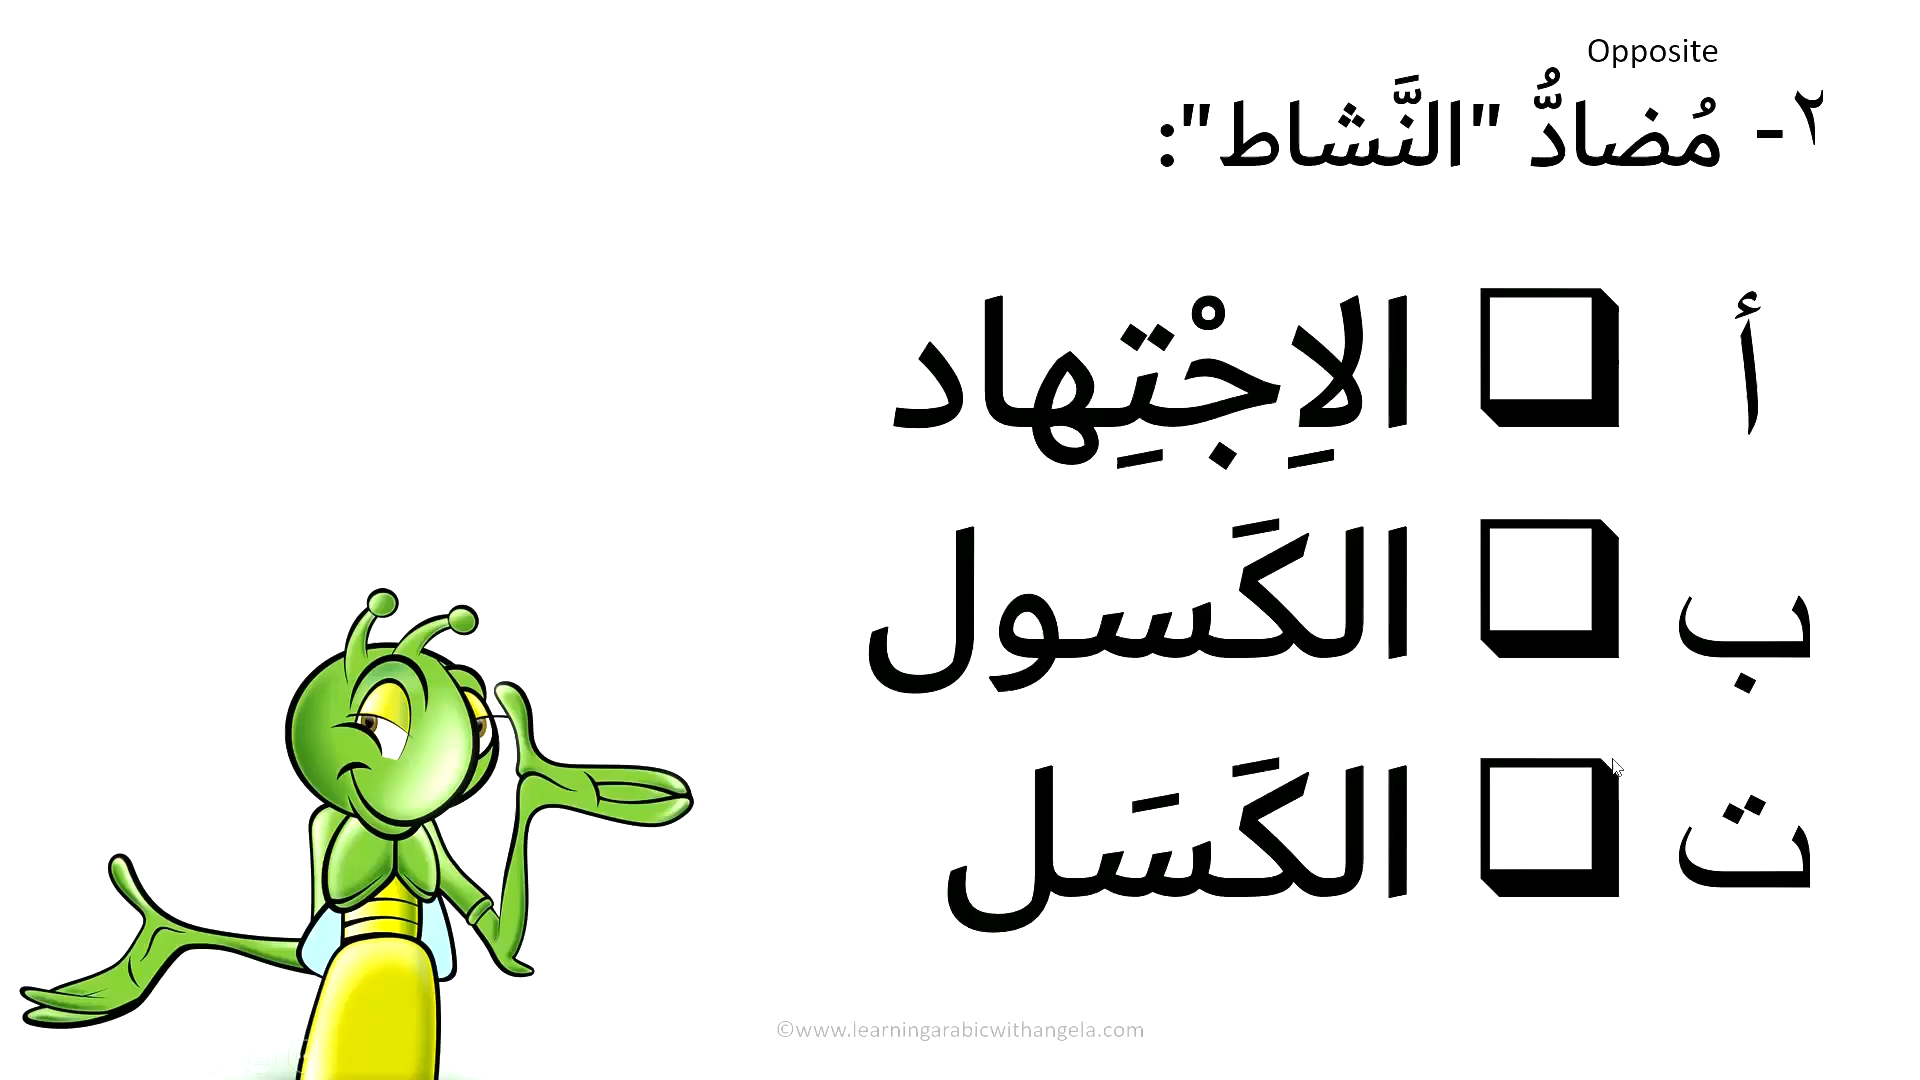 Opposite
٢- مُضادُّ "النَّشاط":
أ الاِجْتِهاد
ب الكَسول
ت الكَسَل
©www.learningarabicwithangela.com